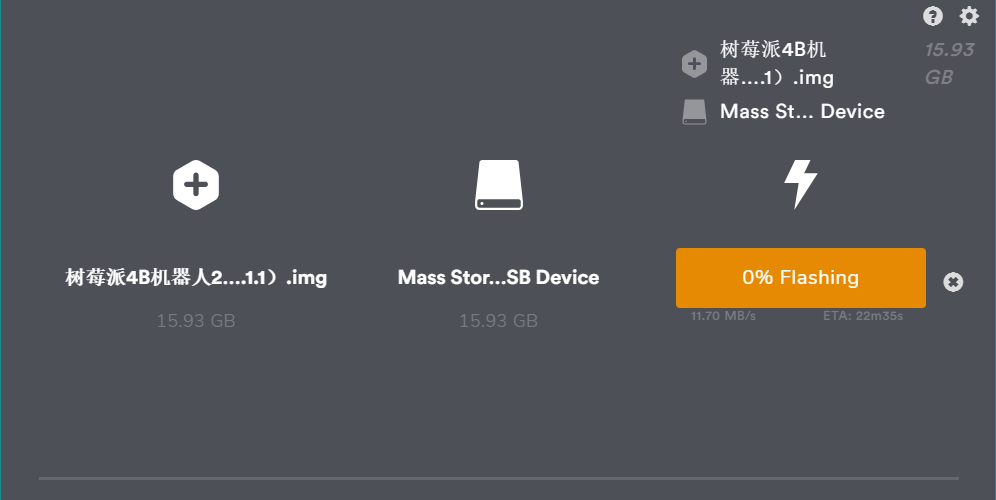 树莓派4B机
15.93
器....1）.img
GB
Mass St... Device
树莓派4B机器人2....1.1）.img
Mass Stor...SB Device
0% Flashing
15.93 GB
15.93 GB
11.70 MB/s
ETA: 22m35s